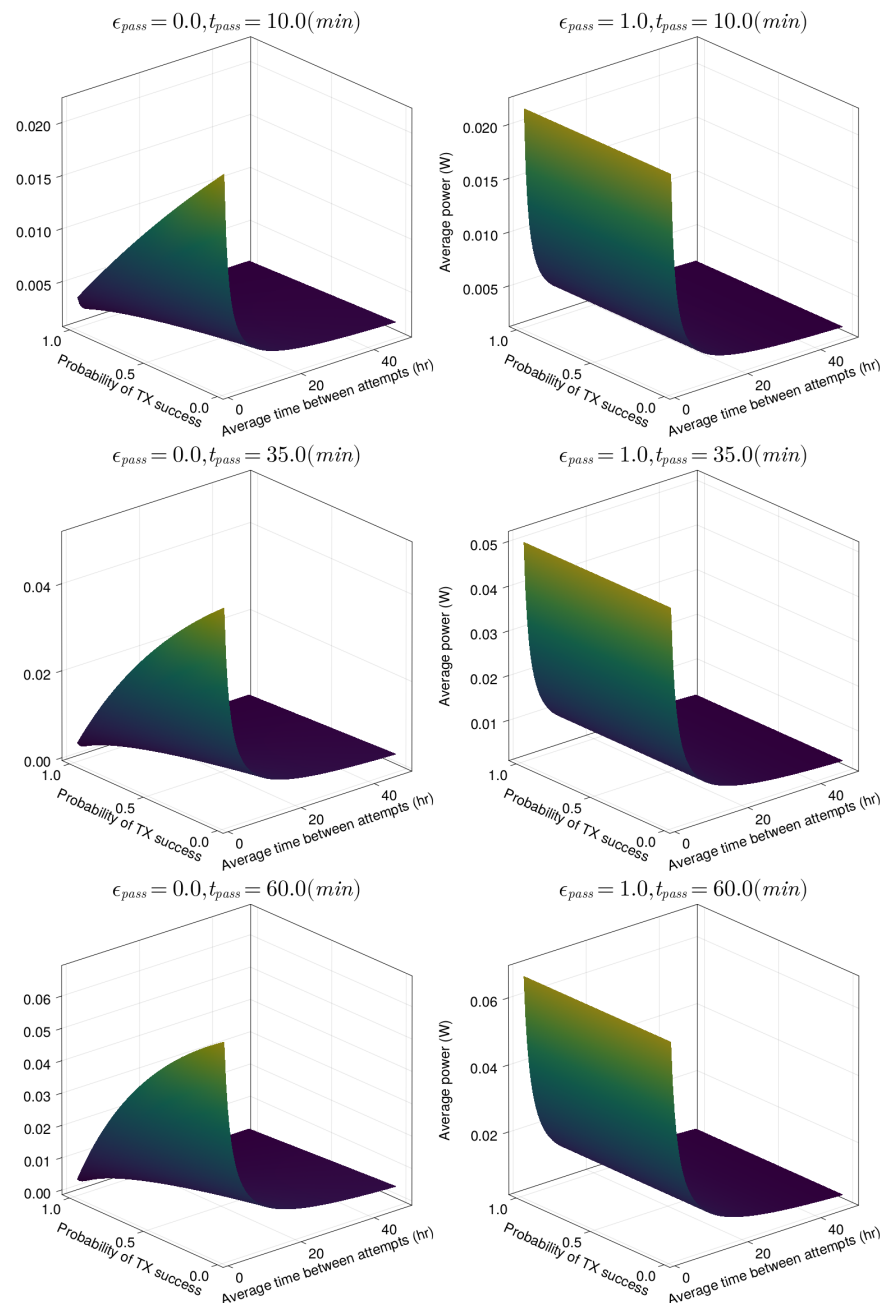 ϵpass = 0.0, tpass = 10.0(min)
0.020
0.015
0.010
0.005
1.0
0.5
0.0
Probability of TX success
0
20
40
Average time between attempts (hr)
ϵpass = 1.0, tpass = 10.0(min)
Average power (W)
0.020
0.015
0.010
0.005
1.0
0.5
0.0
Probability of TX success
0
20
40
Average time between attempts (hr)
ϵpass = 0.0, tpass = 35.0(min)
0.04
0.02
0.00
1.0
0.5
0.0
Probability of TX success
0
20
40
Average time between attempts (hr)
ϵpass = 1.0, tpass = 35.0(min)
Average power (W)
0.05
0.04
0.03
0.02
0.01
1.0
0.5
0.0
Probability of TX success
0
20
40
Average time between attempts (hr)
ϵpass = 0.0, tpass = 60.0(min)
0.06
0.05
0.04
0.03
0.02
0.01
0.00
1.0
0.5
0.0
Probability of TX success
0
20
40
Average time between attempts (hr)
ϵpass = 1.0, tpass = 60.0(min)
Average power (W)
0.06
0.04
0.02
1.0
0.5
0.0
Probability of TX success
0
20
40
Average time between attempts (hr)